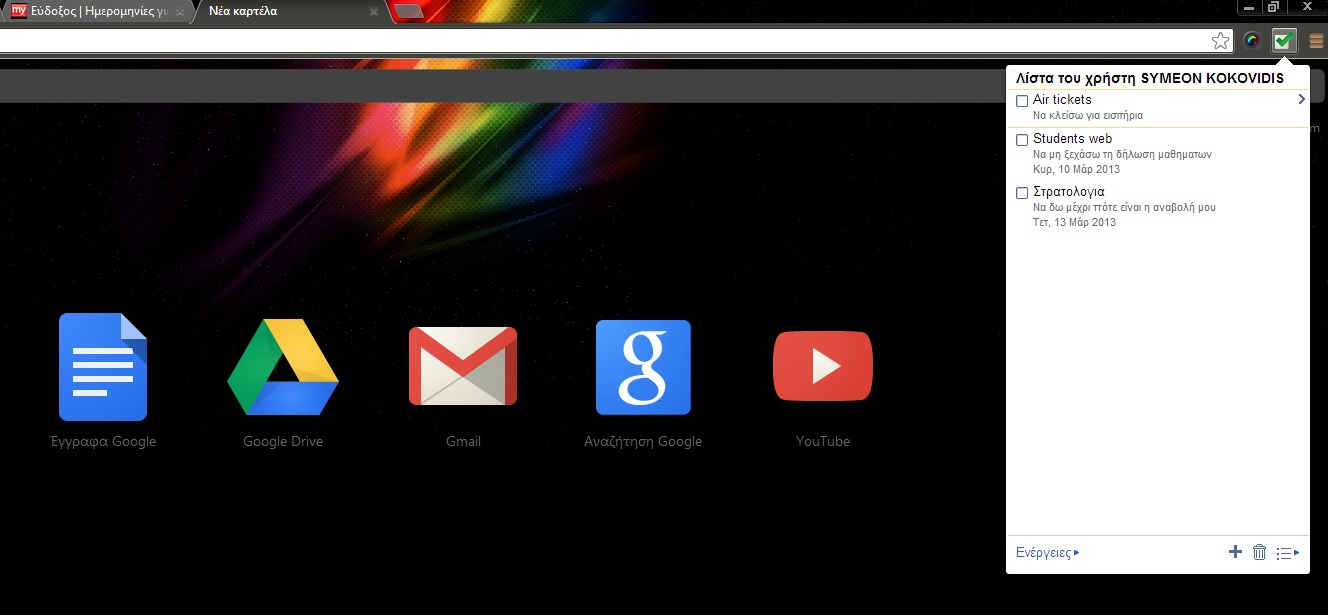 my Εύδοξος | Ημερομηνίες γι
Νέα καρτέλα
Λίστα του χρήστη SYMEON KOKOVIDIS
Air tickets
Να κλείσω για εισιτήρια
Students web
Να μη ξεχάσω τη δήλωση μαθηματων
Κυρ, 10 Μάρ 2013
Στρατολογια
Να δω μέχρι πότε είναι η αναβολή μου
Τετ, 13 Μάρ 2013
Έγγραφα Google
Google Drive
Gmail
Αναζήτηση Google
YouTube
Ενέργειες